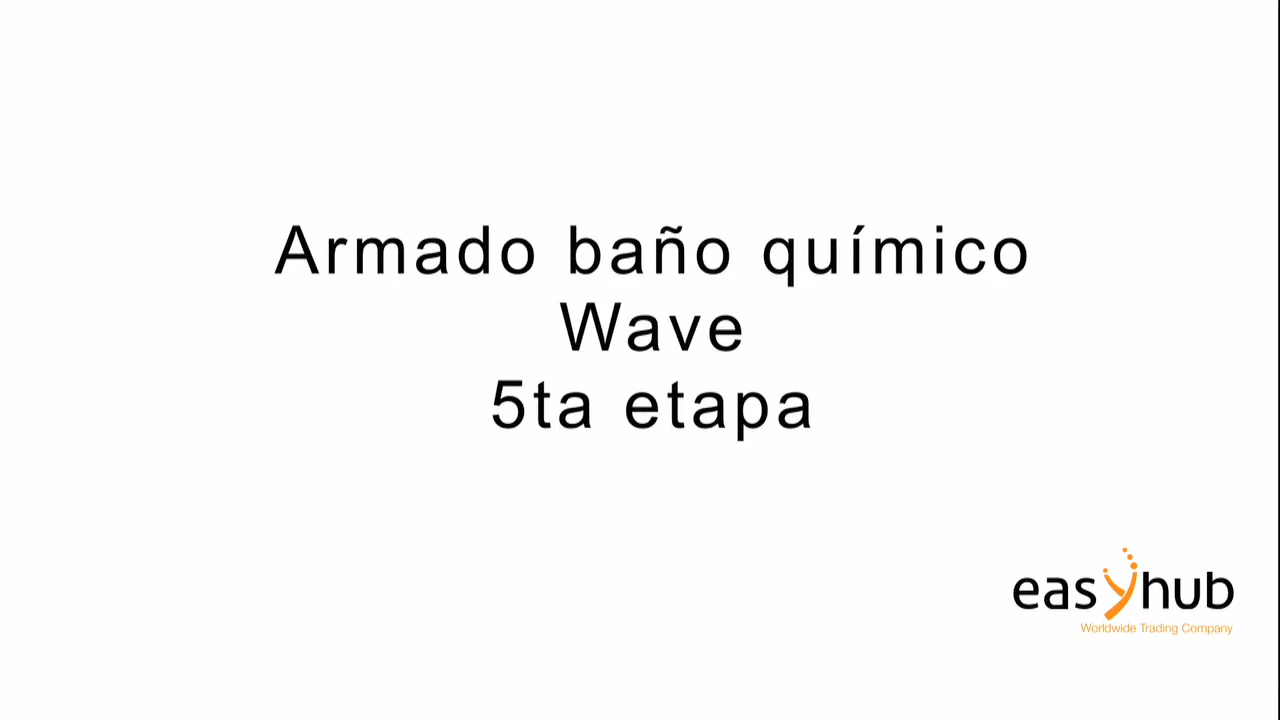 Armado baño químico
Wave
5ta etapa
easyhub
Worldwide Trading Company